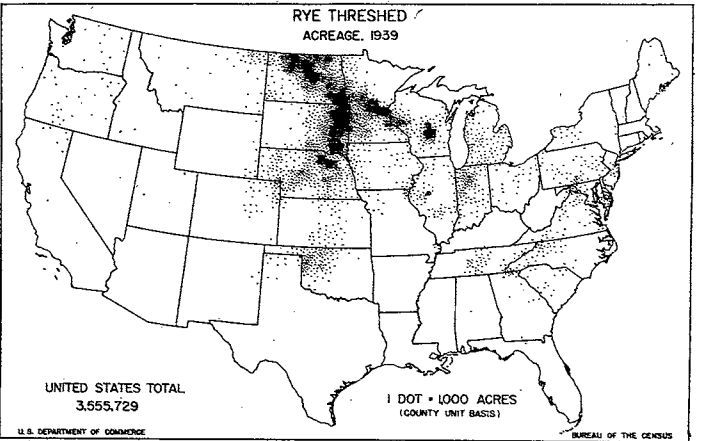 RYE THRESHED
ACREAGE, 1939
UNITED STATES TOTAL
3,555,729
1 DOT = 1,000 ACRES
(COUNTY UNIT BASIS)
U. S. DEPARTMENT OF COMMERCE
BUREAU OF THE CENSUS